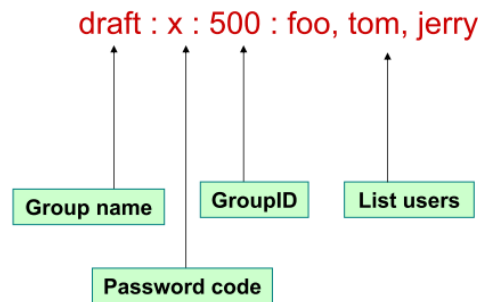 draft : x : 500 : foo, tom, jerry
Group name
GroupID
List users
Password code